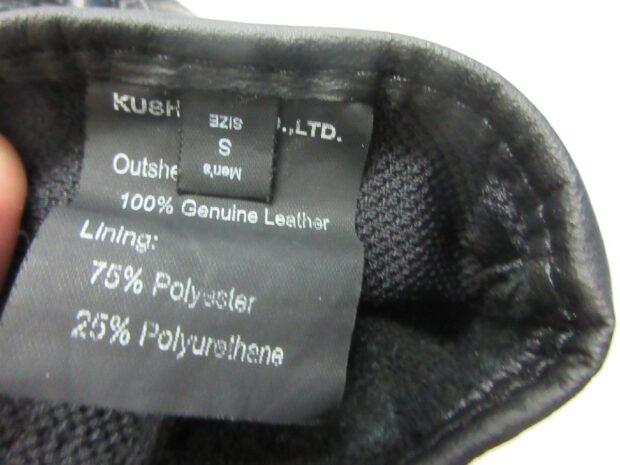 KUSH
.,LTD.
SIZE
S
Men's
Outshe
100% Genuine Leather
Lining:
75% Polyester
25% Polyurethane